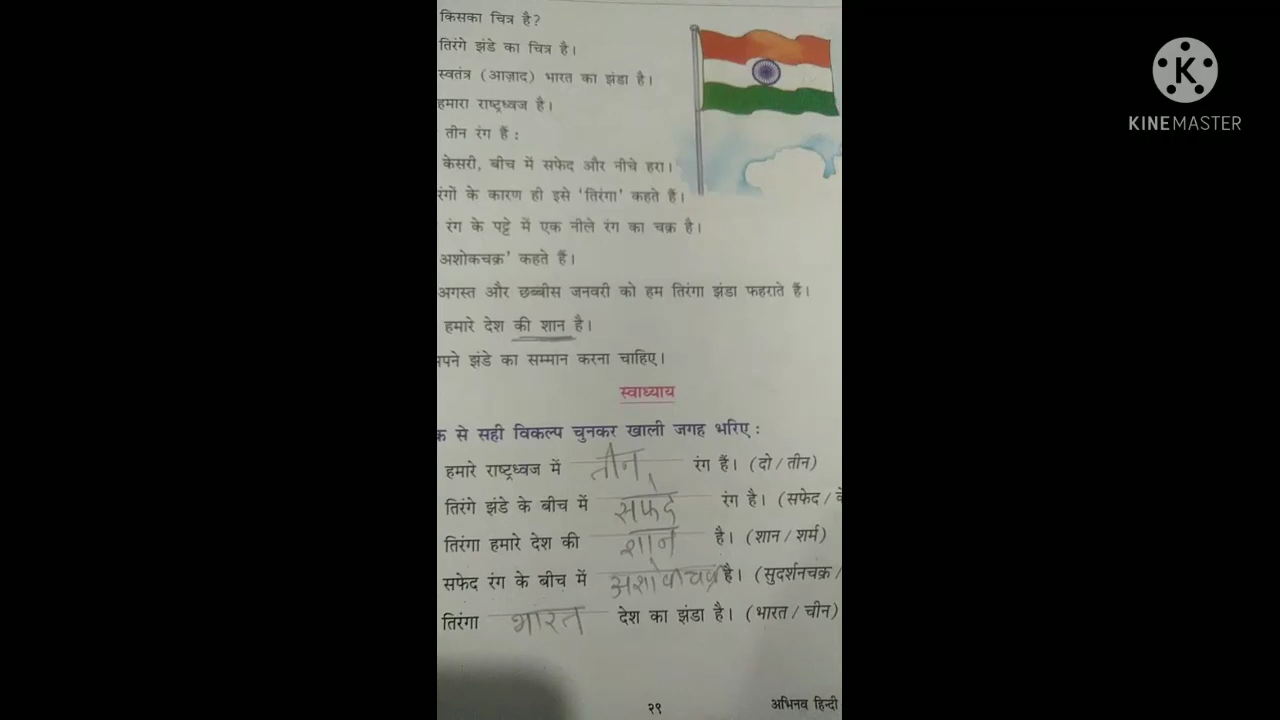 किसका चित्र है?
तिरंगे झंडे का चित्र है।
स्वतंत्र (आज़ाद) भारत का झंडा है।
हमारा राष्ट्रध्वज है।
तीन रंग हैं :
केसरी, बीच में सफेद और नीचे हरा।
रंगों के कारण ही इसे 'तिरंगा' कहते हैं।
रंग के पट्टे में एक नीले रंग का चक्र है।
अशोकचक्र' कहते हैं।
अगस्त और छब्बीस जनवरी को हम तिरंगा झंडा फहराते हैं।
हमारे देश की शान है।
झंडे का सम्मान करना चाहिए।
स्वाध्याय
से सही विकल्प चुनकर खाली जगह भरिए :
हमारे राष्ट्रध्वज में तीन रंग हैं। (दो / तीन)
तिरंगे झंडे के बीच में सफेद रंग है। (सफेद /
तिरंगा हमारे देश की शान है। (शान / शर्म)
सफेद रंग के बीच में अशोकचक्र है। (सुदर्शनचक्र /
तिरंगा भारत देश का झंडा है। (भारत / चीन)
२९
अभिनव हिन्दी
K
KINEMASTER